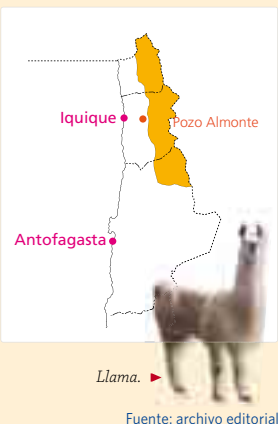 Iquique
Pozo Almonte
Antofagasta
Llama.
Fuente: archivo editorial